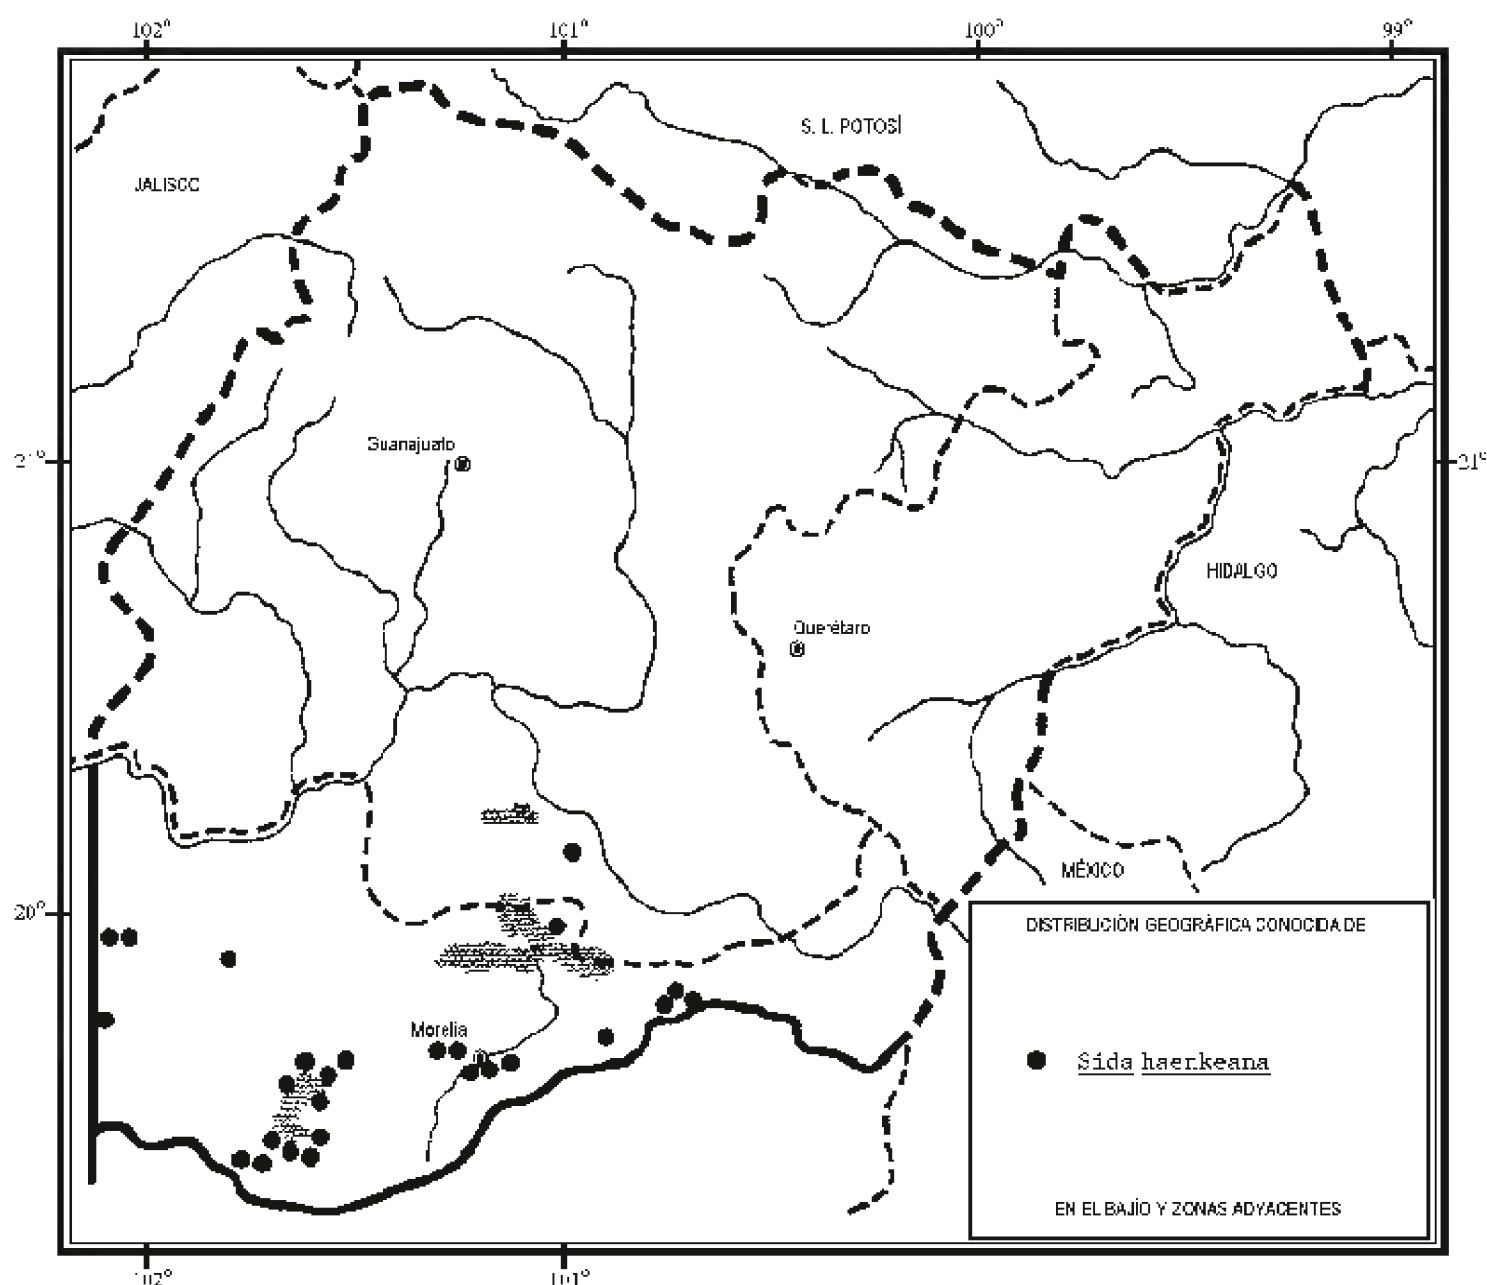 102° 101° 100° 99°
S. L. POTOSÍ
JALISCO
Guanajuato
21° 21°
HIDALGO
Querétaro
MÉXICO
20°
DISTRIBUCIÓN GEOGRÁFICA CONOCIDA DE
Morelia
Sida haenkeana
EN EL BAJÍO Y ZONAS ADYACENTES
102° 101°